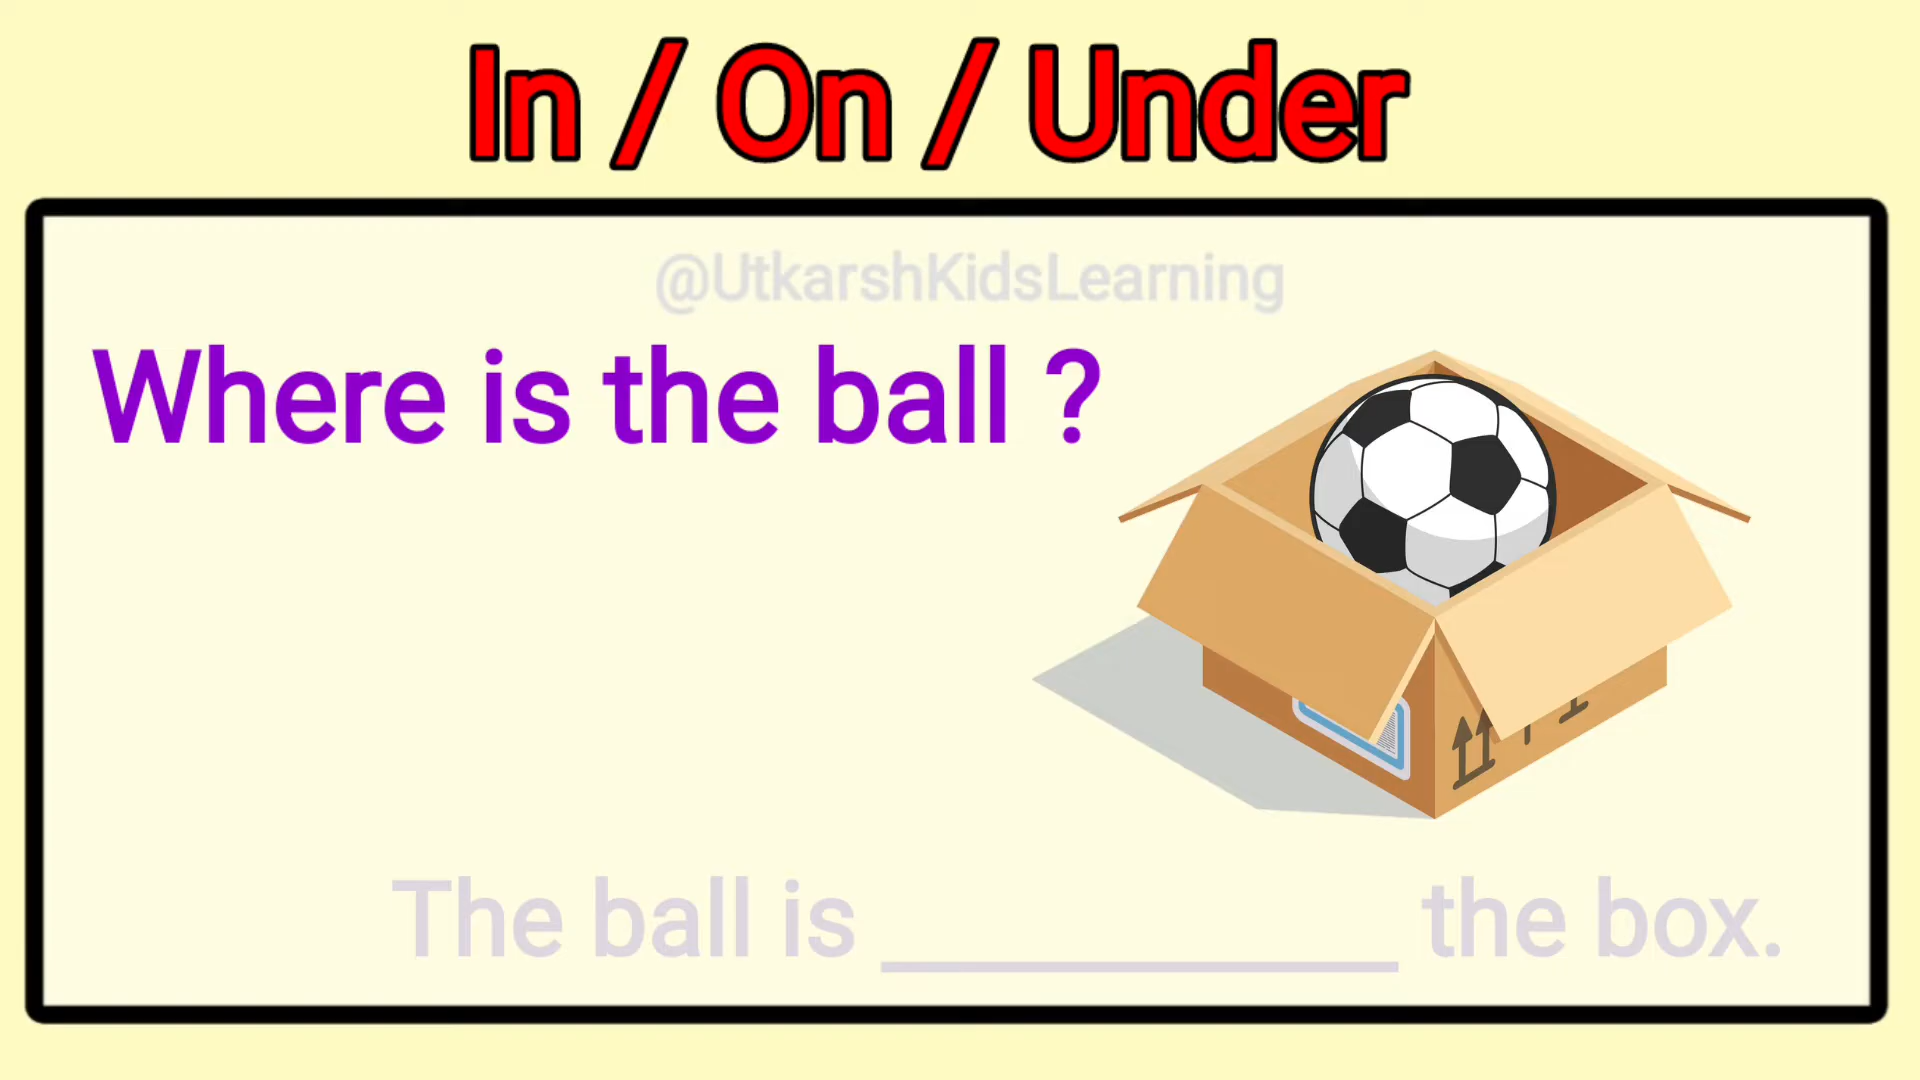 In / On / Under
@UtkarshKidsLearning
Where is the ball ?
The ball is __________ the box.